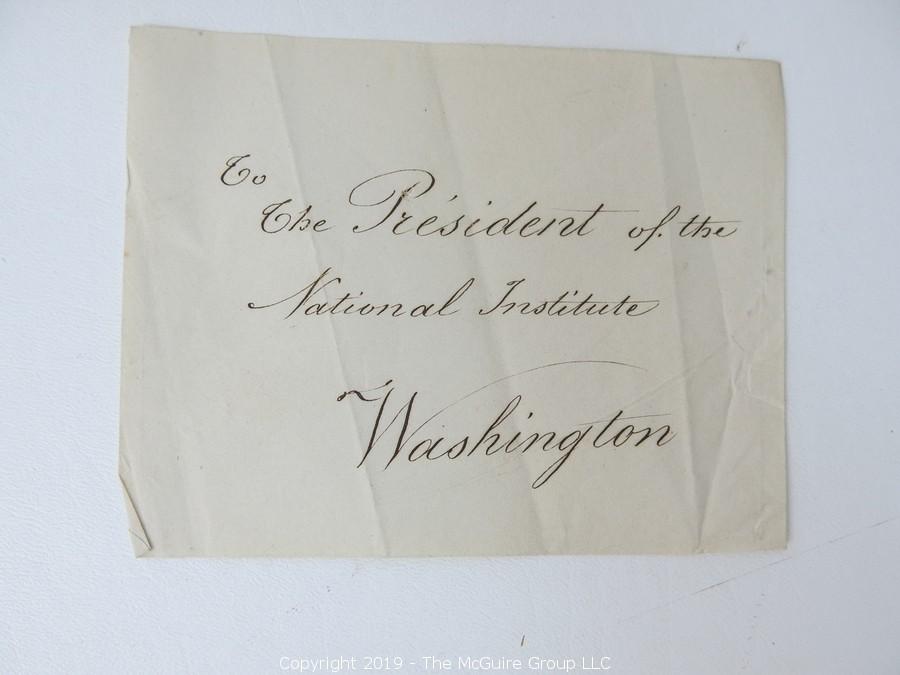 To
The Président of the
National Institute
Washington
Copyright 2019 - The McGuire Group LLC